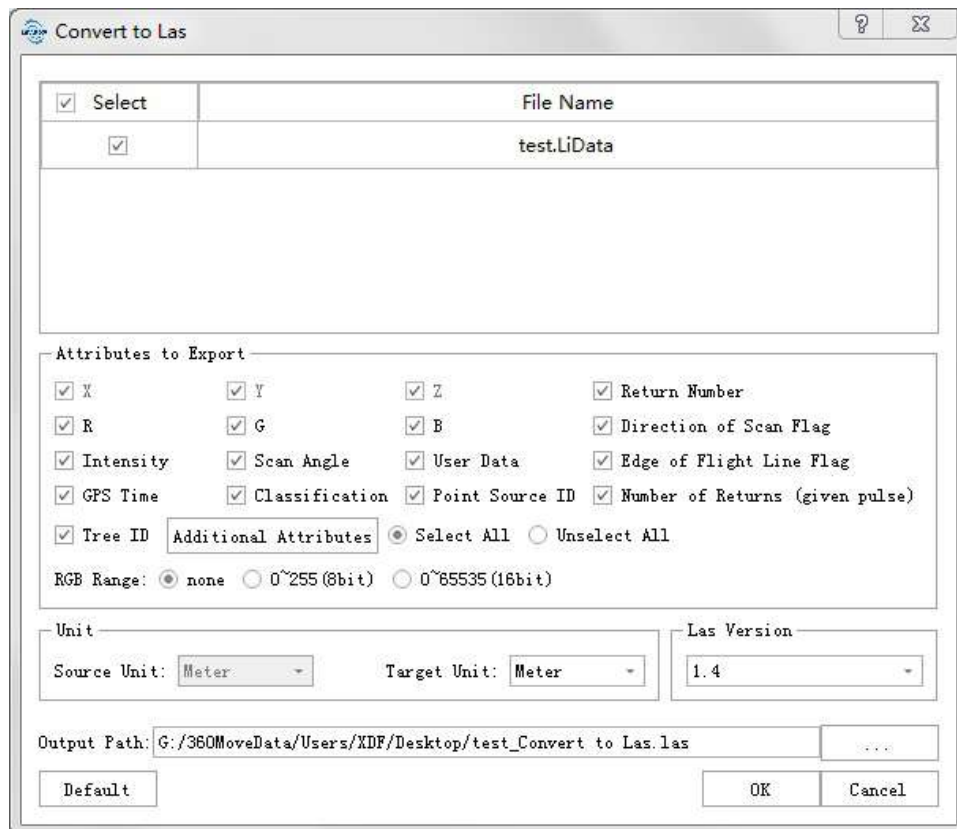 Convert to Las
Select File Name
test.LiData
Attributes to Export
X Y Z Return Number
R G B Direction of Scan Flag
Intensity Scan Angle User Data Edge of Flight Line Flag
GPS Time Classification Point Source ID Number of Returns (given pulse)
Tree ID Additional Attributes Select All Unselect All
RGB Range: none 0~255(8bit) 0~65535(16bit)
Unit Las Version
Source Unit: Meter Target Unit: Meter 1.4
Output Path: G:/360MoveData/Users/XDF/Desktop/test_Convert to Las.las ...
Default OK Cancel